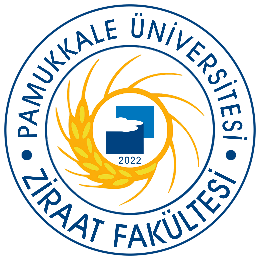 PAMUKKALE ÜNİVERSİTESİ
2022
ZİRAAT FAKÜLTESİ